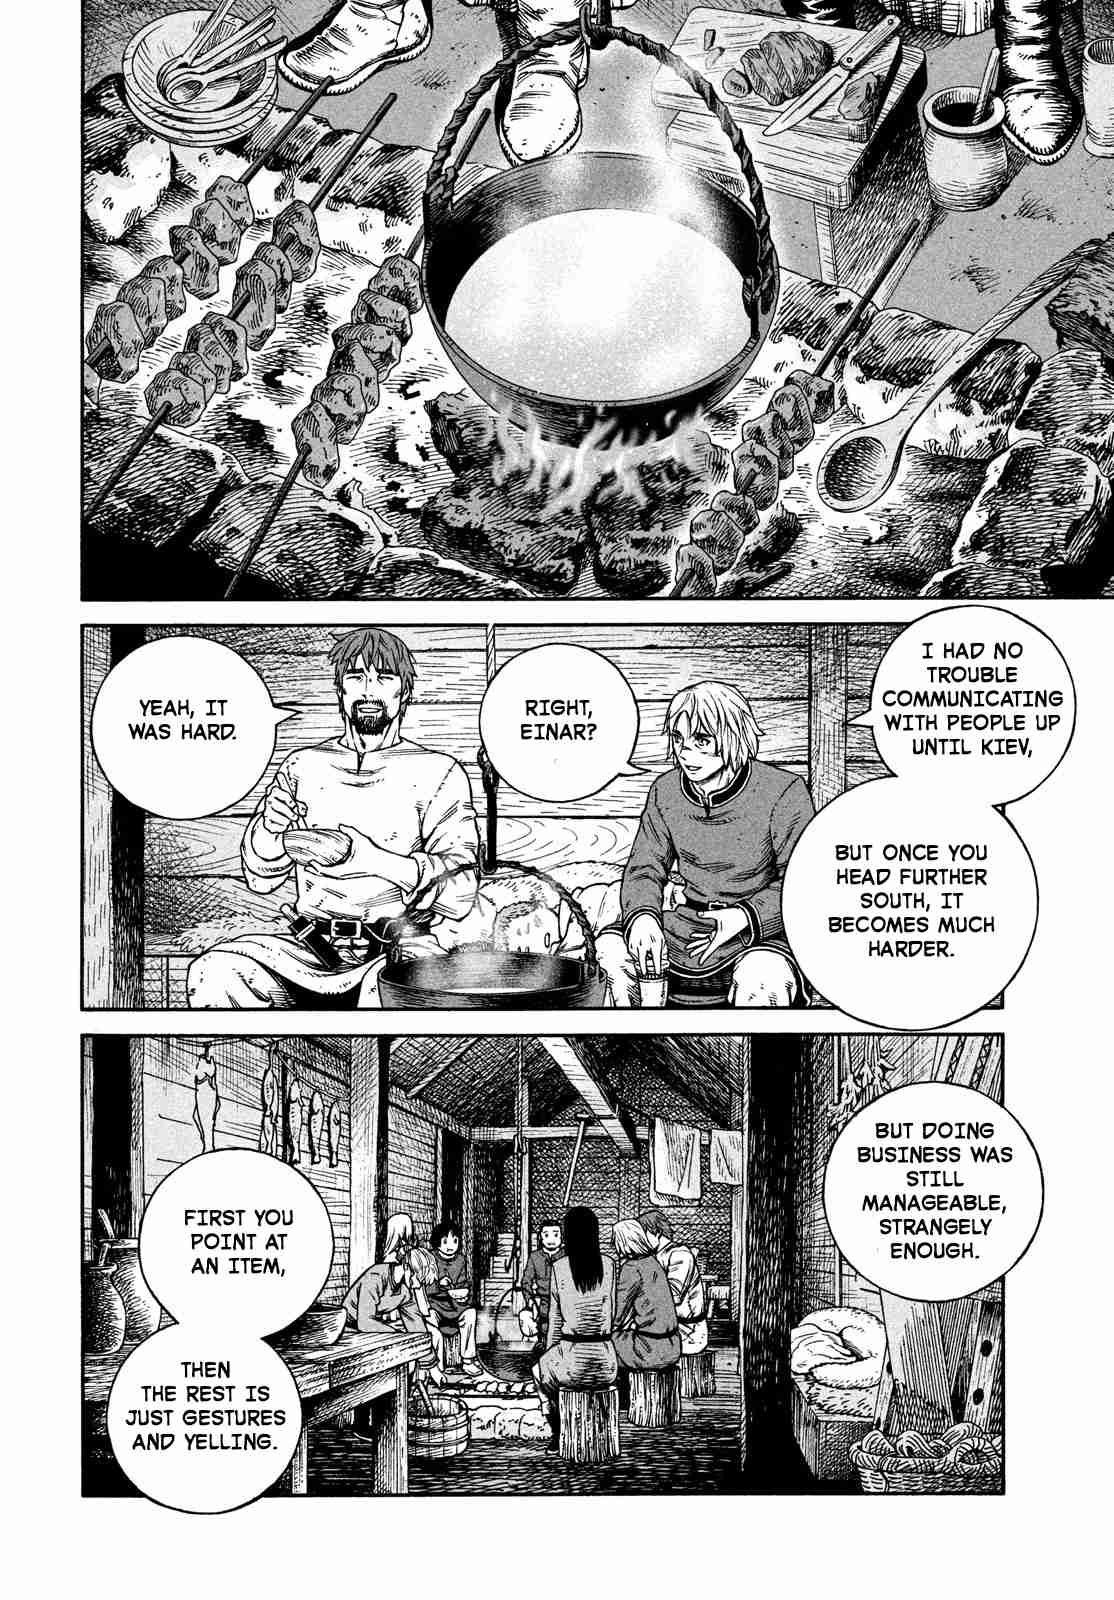 I HAD NO
TROUBLE
COMMUNICATING
WITH PEOPLE UP
UNTIL KIEV,
BUT ONCE YOU
HEAD FURTHER
SOUTH, IT
BECOMES MUCH
HARDER.
RIGHT,
EINAR?
YEAH, IT
WAS HARD.
BUT DOING
BUSINESS WAS
STILL
MANAGEABLE,
STRANGELY
ENOUGH.
FIRST YOU
POINT AT
AN ITEM,
THEN
THE REST IS
JUST GESTURES
AND YELLING.